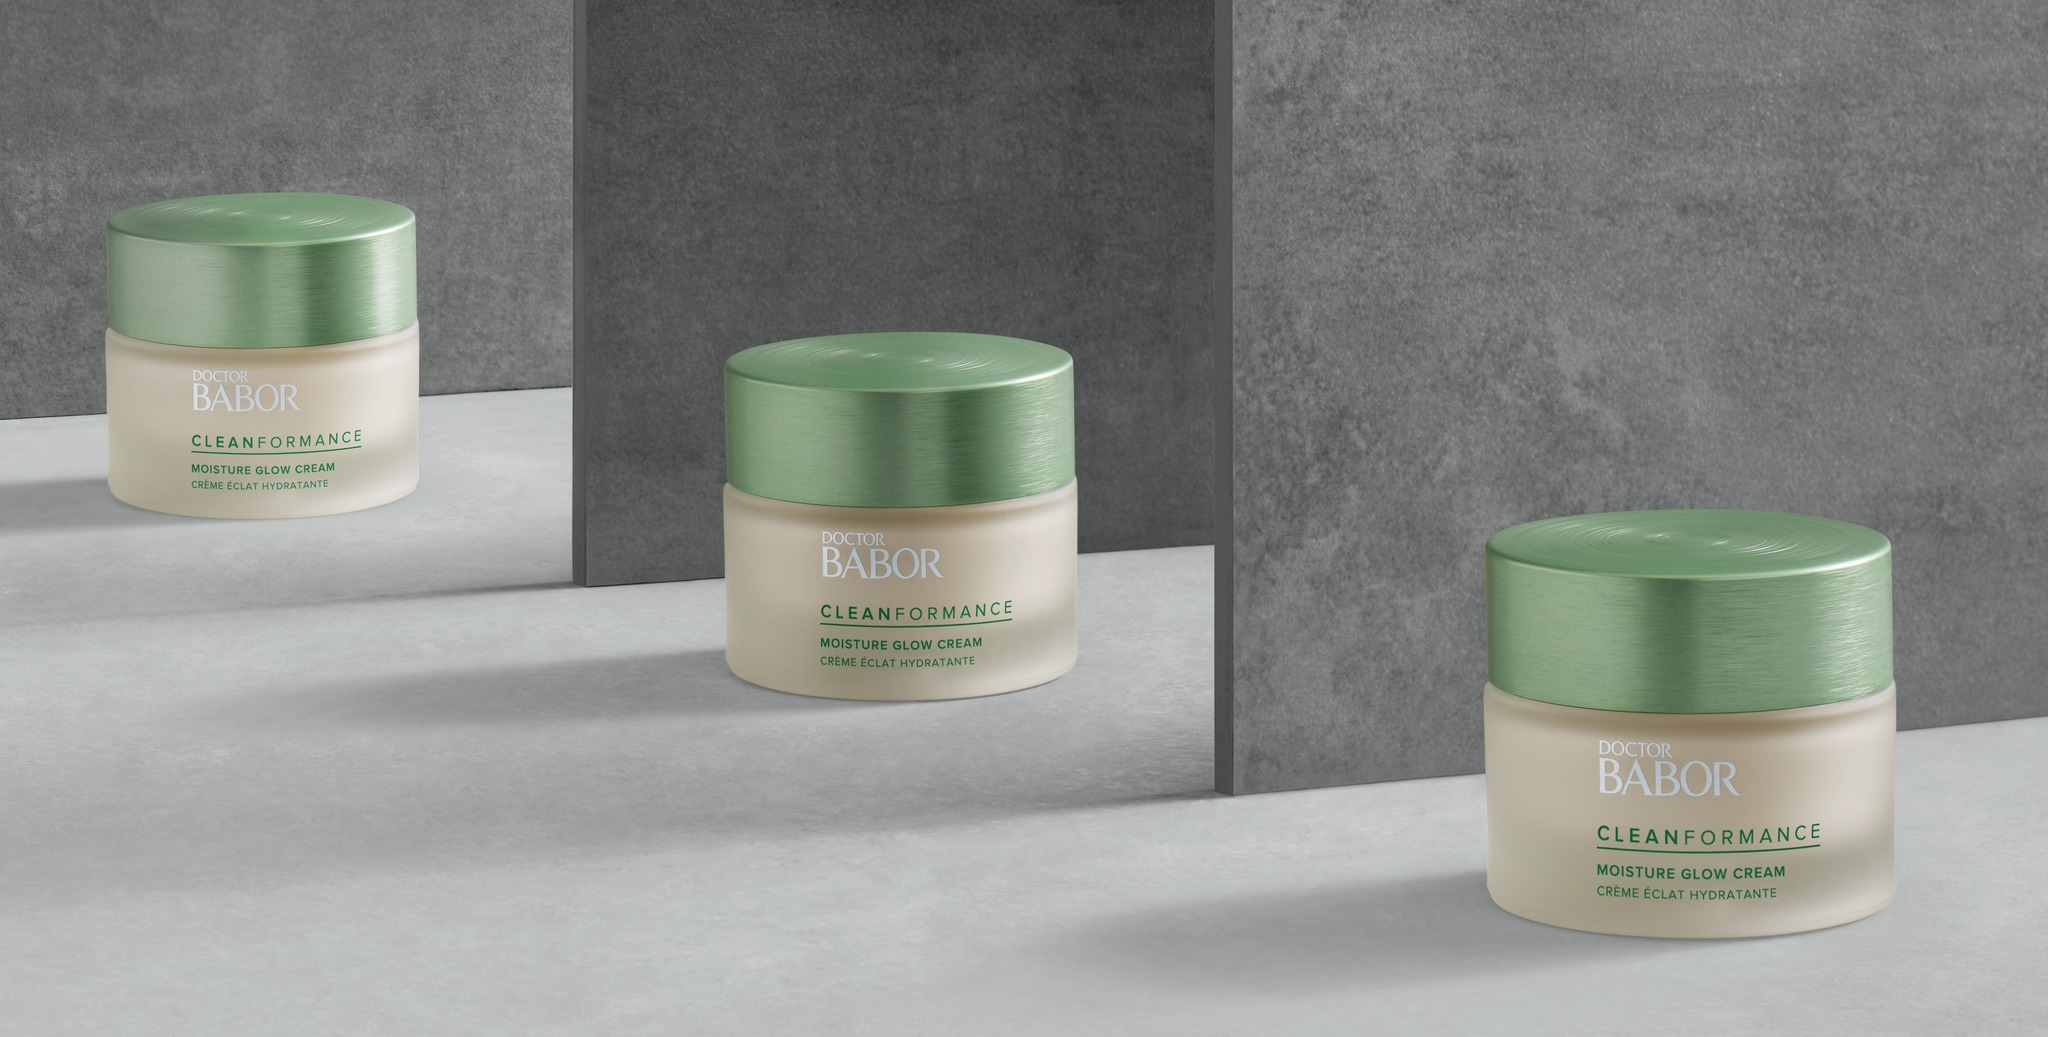 DOCTOR
BABOR
CLEANFORMANCE
MOISTURE GLOW CREAM
CRÈME ÉCLAT HYDRATANTE
DOCTOR
BABOR
CLEANFORMANCE
MOISTURE GLOW CREAM
CRÈME ÉCLAT HYDRATANTE
DOCTOR
BABOR
CLEANFORMANCE
MOISTURE GLOW CREAM
CRÈME ÉCLAT HYDRATANTE